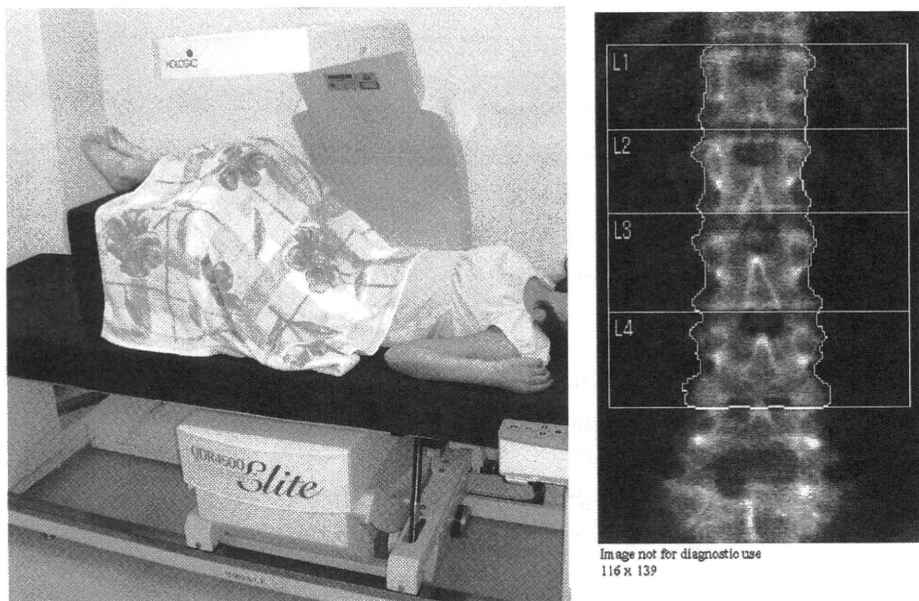 HOLOGIC
QDR4500
Elite
L1
L2
L3
L4
Image not for diagnostic use
116 x 139